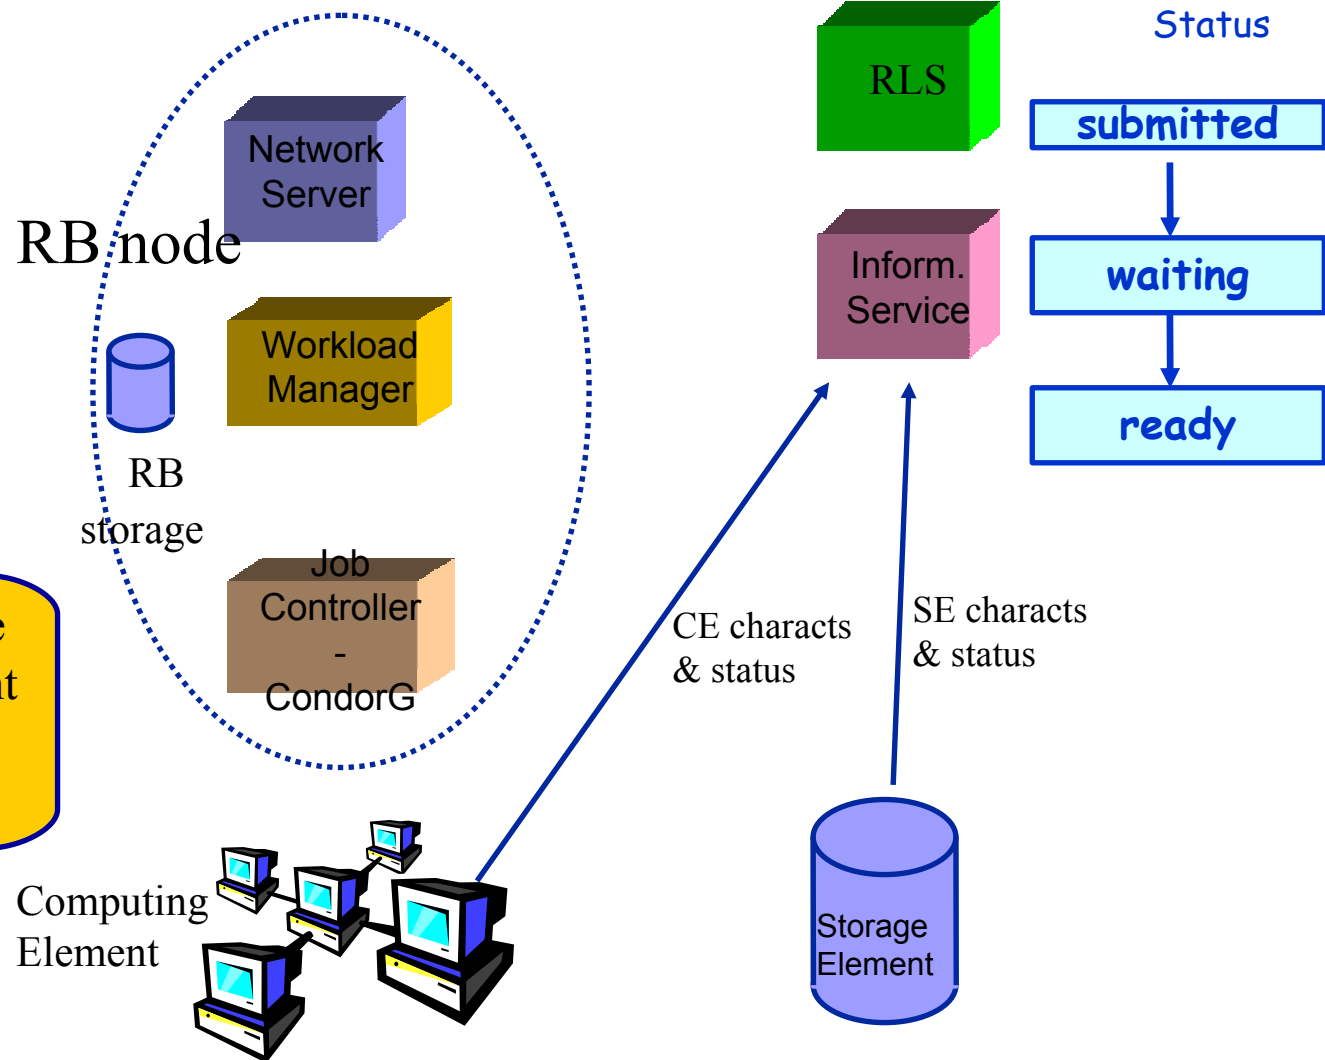 Status
RLS
submitted
Network
Server
RB node
Inform.
Service
waiting
Workload
Manager
ready
RB
storage
Job
Controller
-
CondorG
CE characts
& status
SE characts
& status
Computing
Element
Storage
Element